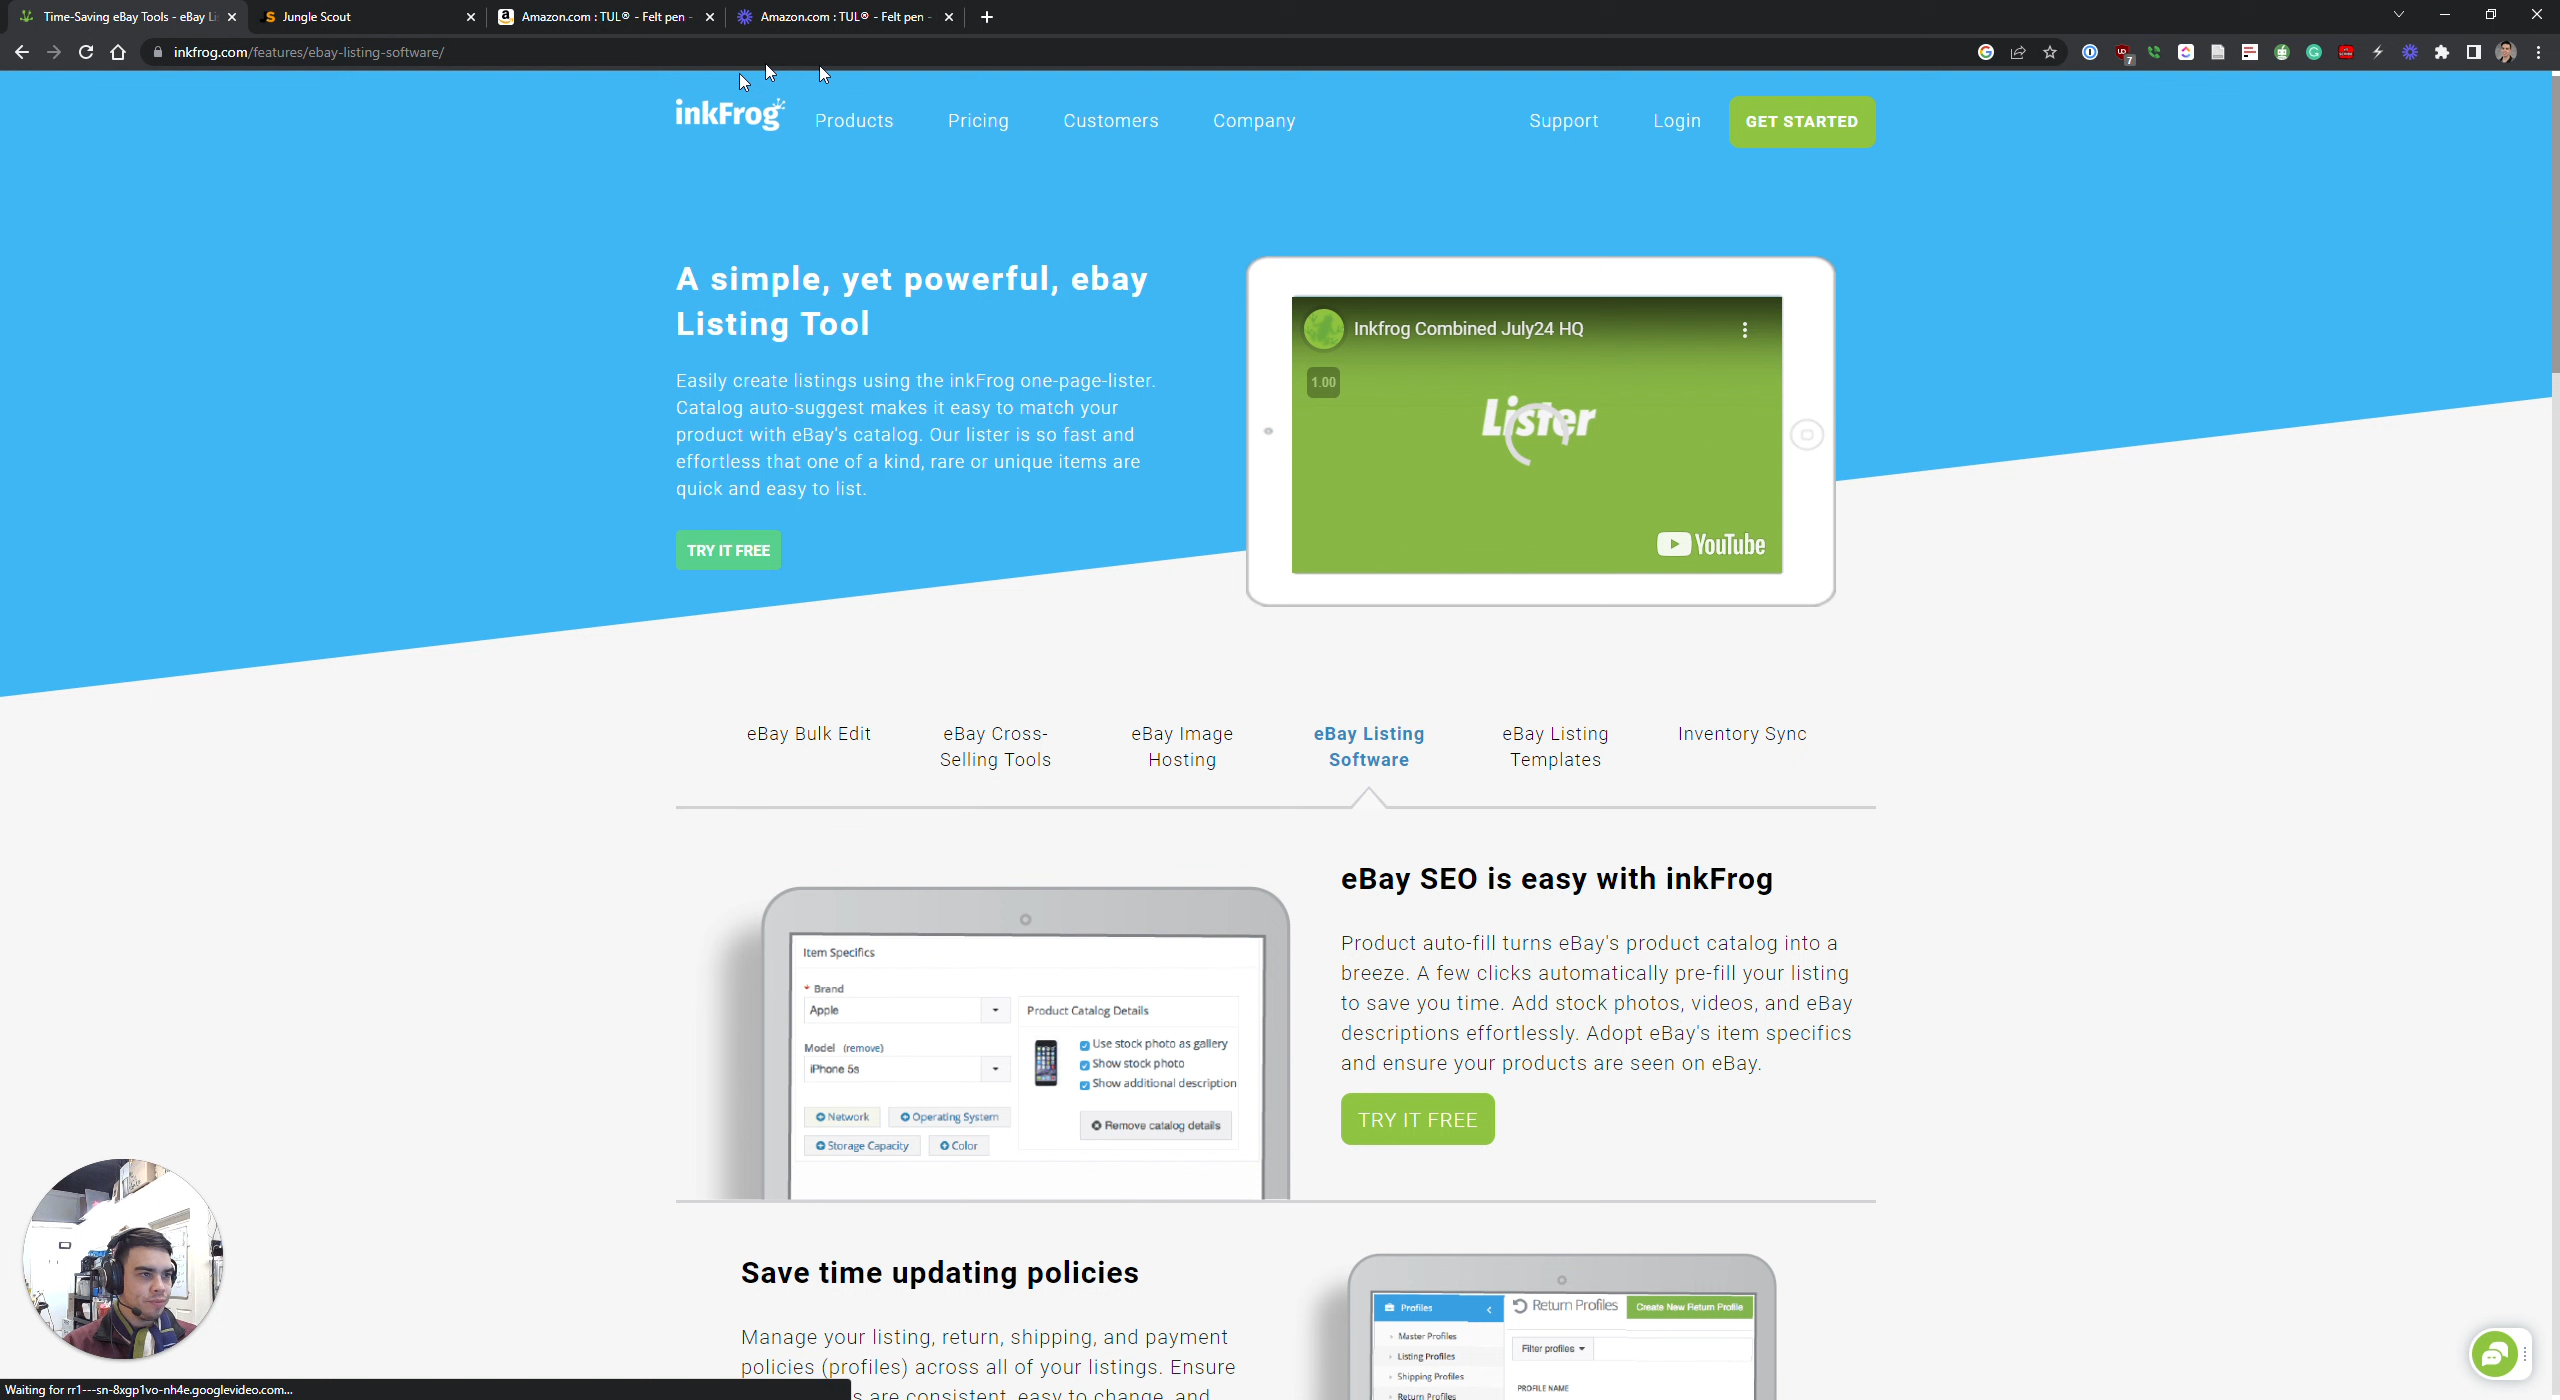 Time-Saving eBay Tools - eBay Li
Jungle Scout
Amazon.com : TUL® - Felt pen -
Amazon.com : TUL® - Felt pen -
inkfrog.com/features/ebay-listing-software/
7
inkFrog
Products
Pricing
Customers
Company
Support
Login
GET STARTED
A simple, yet powerful, ebay
Listing Tool
Easily create listings using the inkFrog one-page-lister.
Catalog auto-suggest makes it easy to match your
product with eBay's catalog. Our lister is so fast and
effortless that one of a kind, rare or unique items are
quick and easy to list.
TRY IT FREE
Inkfrog Combined July24 HQ
1.00
Lister
YouTube
eBay Bulk Edit
eBay Cross-
Selling Tools
eBay Image
Hosting
eBay Listing
Software
eBay Listing
Templates
Inventory Sync
eBay SEO is easy with inkFrog
Product auto-fill turns eBay's product catalog into a
breeze. A few clicks automatically pre-fill your listing
to save you time. Add stock photos, videos, and eBay
descriptions effortlessly. Adopt eBay's item specifics
and ensure your products are seen on eBay.
TRY IT FREE
Item Specifics
* Brand
Apple
Model (remove)
iPhone 5s
Network
Operating System
Storage Capacity
Color
Product Catalog Details
Use stock photo as gallery
Show stock photo
Show additional description
Remove catalog details
Save time updating policies
Manage your listing, return, shipping, and payment
policies (profiles) across all of your listings. Ensure
s are consistent, easy to change, and
Profiles
Master Profiles
Listing Profiles
Shipping Profiles
Return Profiles
Return Profiles
Create New Return Profile
Filter profiles
PROFILE NAME
Waiting for rr1---sn-8xgp1vo-nh4e.googlevideo.com...